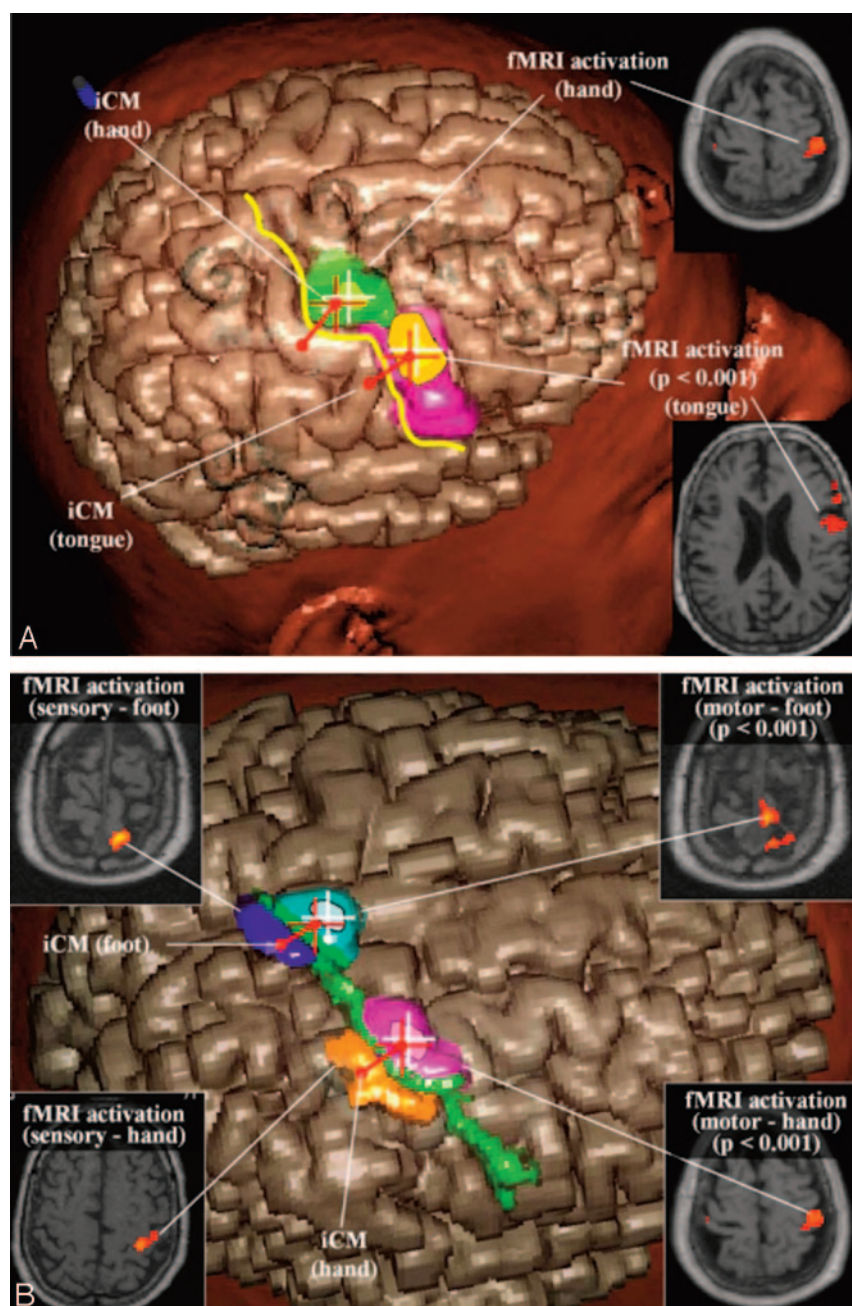 iCM
(hand)
fMRI activation
(hand)
fMRI activation
(p < 0.001)
(tongue)
iCM
(tongue)
A
fMRI activation
(sensory - foot)
fMRI activation
(motor - foot)
(p < 0.001)
iCM (foot)
fMRI activation
(sensory - hand)
fMRI activation
(motor - hand)
(p < 0.001)
iCM
(hand)
B